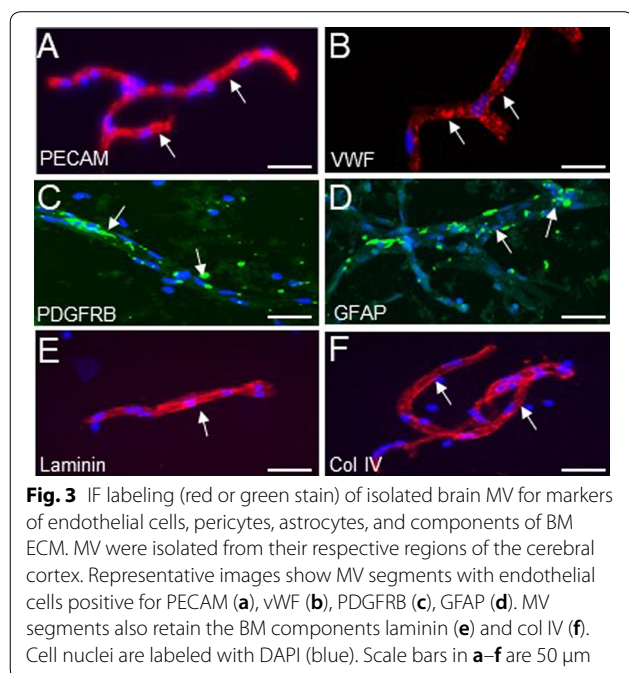 A
PECAM
B
VWF
C
PDGFRB
D
GFAP
E
Laminin
F
Col IV
Fig. 3 IF labeling (red or green stain) of isolated brain MV for markers
of endothelial cells, pericytes, astrocytes, and components of BM
ECM. MV were isolated from their respective regions of the cerebral
cortex. Representative images show MV segments with endothelial
cells positive for PECAM (a), vWF (b), PDGFRB (c), GFAP (d). MV
segments also retain the BM components laminin (e) and col IV (f).
Cell nuclei are labeled with DAPI (blue). Scale bars in a–f are 50 μm